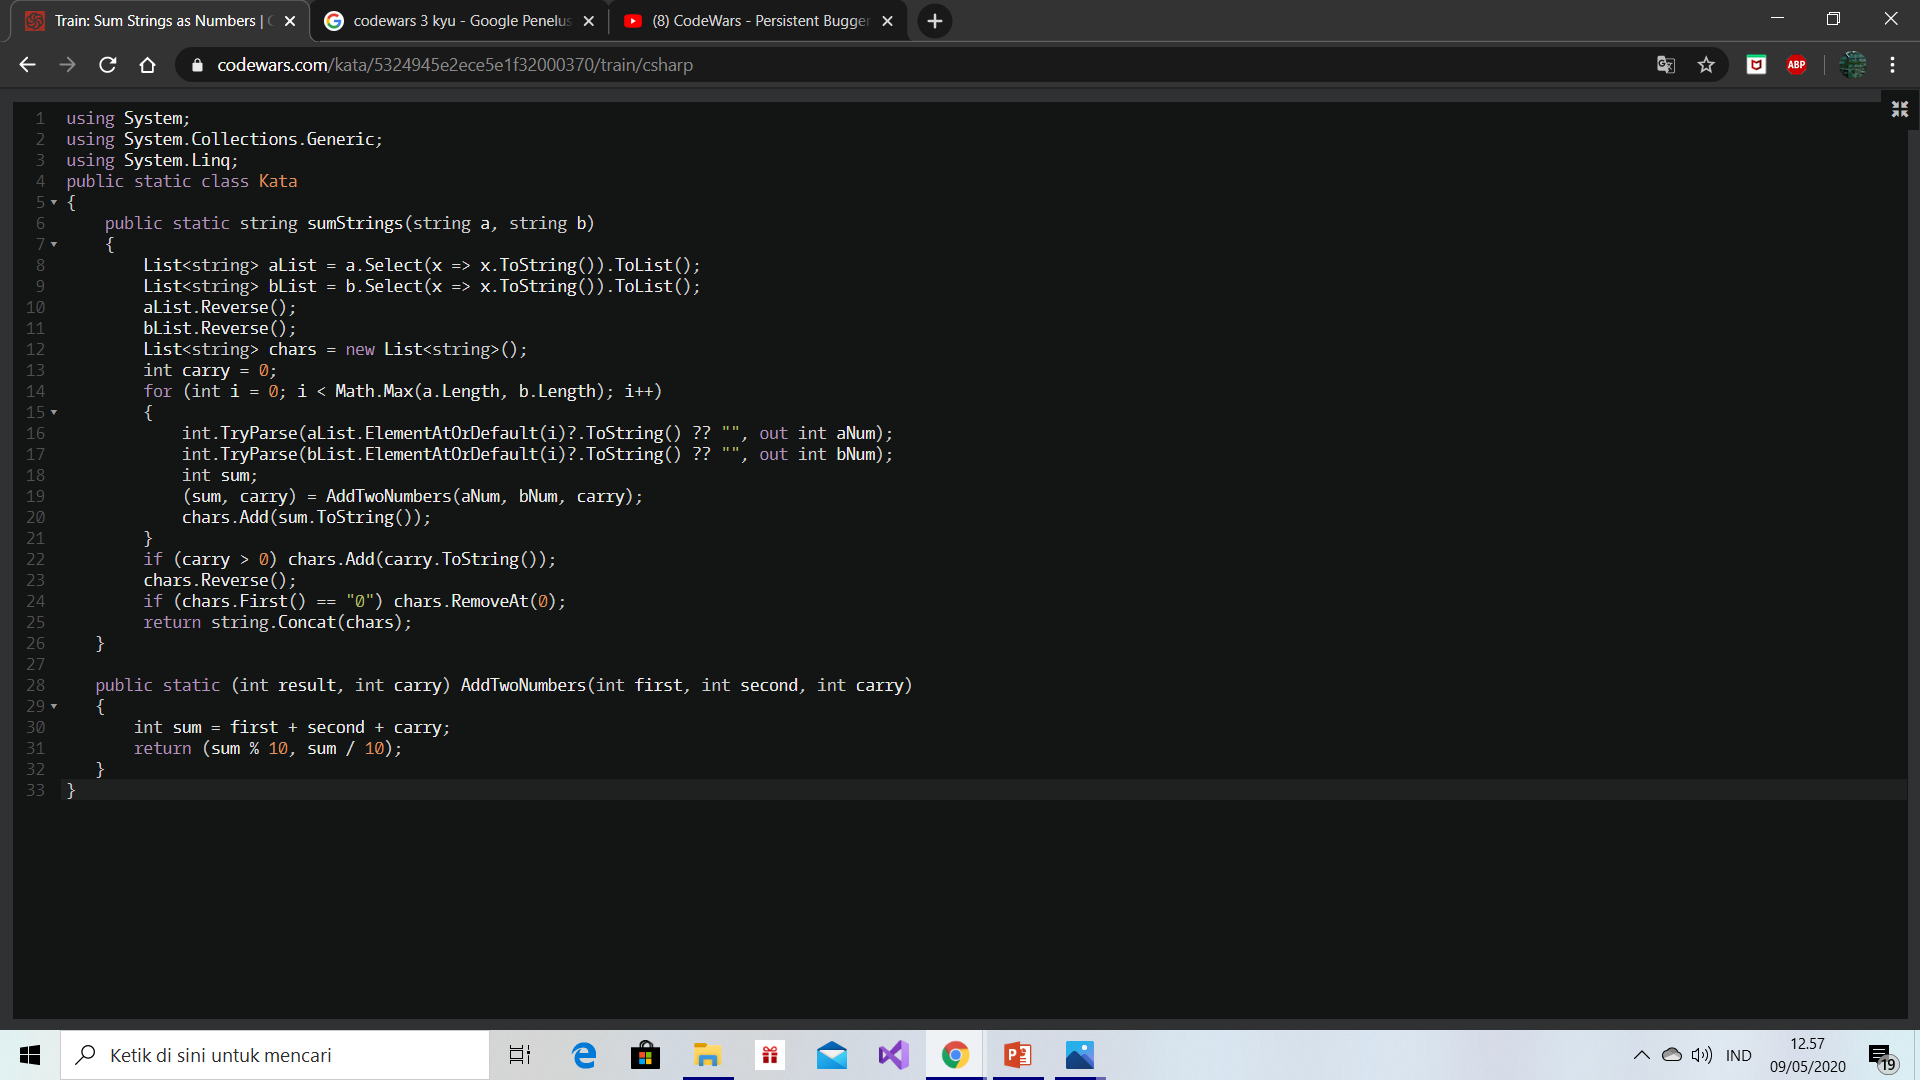 Train: Sum Strings as Numbers |
codewars 3 kyu - Google Penelus
(8) CodeWars - Persistent Bugger
codewars.com/kata/5324945e2ece5e1f32000370/train/csharp
ABP
1 using System;
2 using System.Collections.Generic;
3 using System.Linq;
4 public static class Kata
5 {
6 public static string sumStrings(string a, string b)
7 {
8 List<string> aList = a.Select(x => x.ToString()).ToList();
9 List<string> bList = b.Select(x => x.ToString()).ToList();
10 aList.Reverse();
11 bList.Reverse();
12 List<string> chars = new List<string>();
13 int carry = 0;
14 for (int i = 0; i < Math.Max(a.Length, b.Length); i++)
15 {
16 int.TryParse(aList.ElementAtOrDefault(i)?.ToString() ?? "", out int aNum);
17 int.TryParse(bList.ElementAtOrDefault(i)?.ToString() ?? "", out int bNum);
18 int sum;
19 (sum, carry) = AddTwoNumbers(aNum, bNum, carry);
20 chars.Add(sum.ToString());
21 }
22 if (carry > 0) chars.Add(carry.ToString());
23 chars.Reverse();
24 if (chars.First() == "0") chars.RemoveAt(0);
25 return string.Concat(chars);
26 }
27
28 public static (int result, int carry) AddTwoNumbers(int first, int second, int carry)
29 {
30 int sum = first + second + carry;
31 return (sum % 10, sum / 10);
32 }
33 }
Ketik di sini untuk mencari
IND
12.57
09/05/2020
19